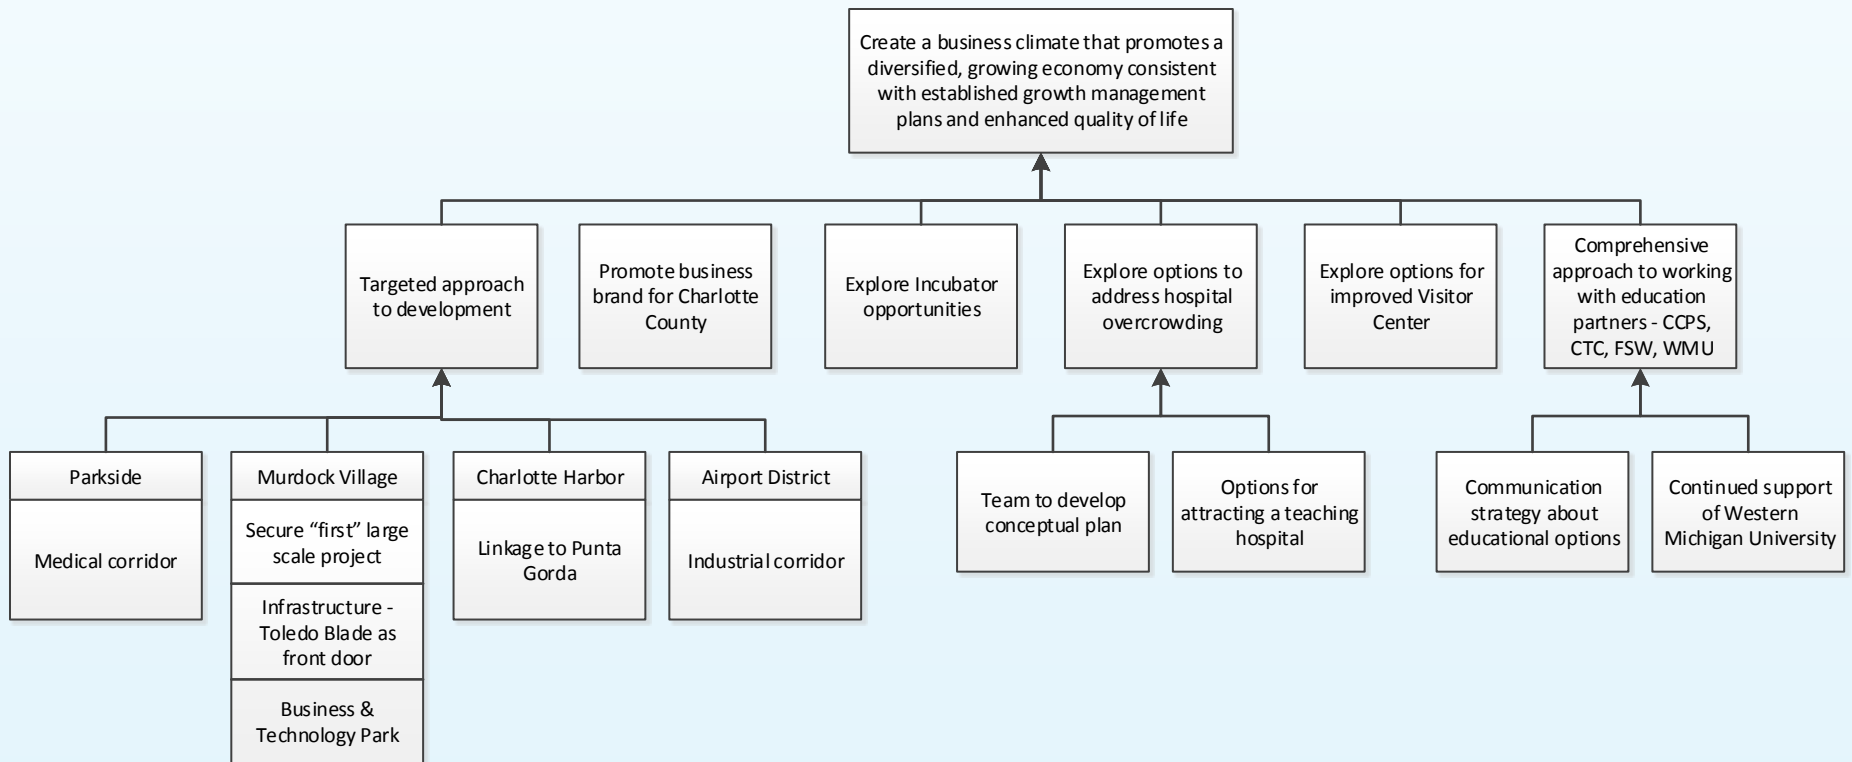 Create a business climate that promotes a
diversified, growing economy consistent
with established growth management
plans and enhanced quality of life
Targeted approach
to development
Promote business
brand for Charlotte
County
Explore Incubator
opportunities
Explore options to
address hospital
overcrowding
Explore options for
improved Visitor
Center
Comprehensive
approach to working
with education
partners - CCPS,
CTC, FSW, WMU
Parkside
Medical corridor
Murdock Village
Secure “first” large
scale project
Infrastructure -
Toledo Blade as
front door
Business &
Technology Park
Charlotte Harbor
Linkage to Punta
Gorda
Airport District
Industrial corridor
Team to develop
conceptual plan
Options for
attracting a teaching
hospital
Communication
strategy about
educational options
Continued support
of Western
Michigan University